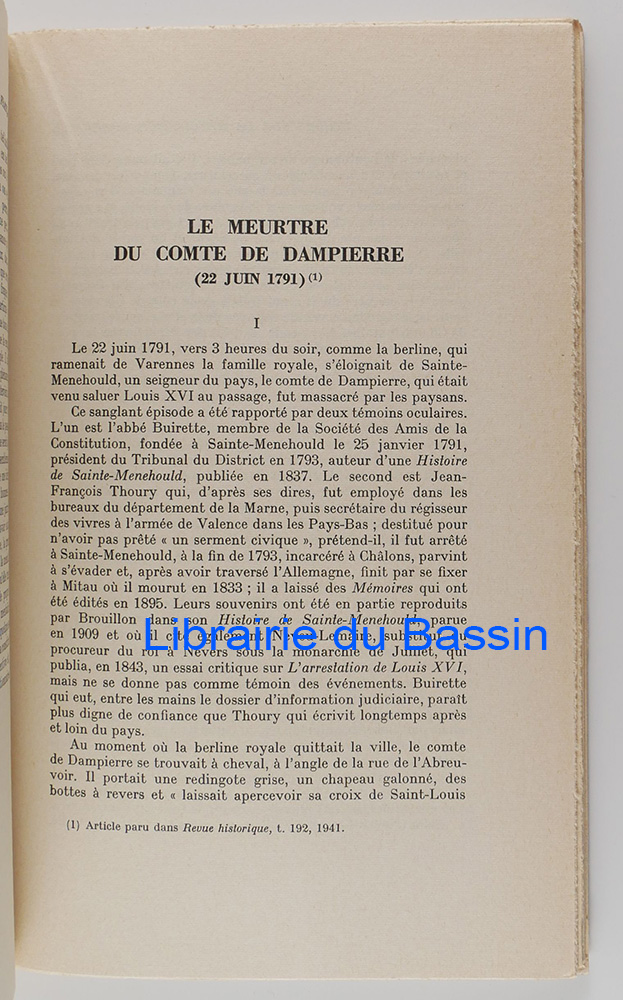 LE MEURTRE
DU COMTE DE DAMPIERRE
(22 JUIN 1791) (1)
I
Le 22 juin 1791, vers 3 heures du soir, comme la berline, qui
ramenait de Varennes la famille royale, s'éloignait de Sainte-
Menehould, un seigneur du pays, le comte de Dampierre, qui était
venu saluer Louis XVI au passage, fut massacré par les paysans.
Ce sanglant épisode a été rapporté par deux témoins oculaires.
L'un est l'abbé Buirette, membre de la Société des Amis de la
Constitution, fondée à Sainte-Menehould le 25 janvier 1791,
président du Tribunal du District en 1793, auteur d'une Histoire
de Sainte-Menehould, publiée en 1837. Le second est Jean-
François Thoury qui, d'après ses dires, fut employé dans les
bureaux du département de la Marne, puis secrétaire du régisseur
des vivres à l'armée de Valence dans les Pays-Bas ; destitué pour
n'avoir pas prêté « un serment civique », prétend-il, il fut arrêté
à Sainte-Menehould, à la fin de 1793, incarcéré à Châlons, parvint
à s'évader et, après avoir traversé l'Allemagne, finit par se fixer
à Mitau où il mourut en 1833 ; il a laissé des Mémoires qui ont
été édités en 1895. Leurs souvenirs ont été en partie reproduits
par Brouillon dans son Histoire de Sainte-Menehould parue
en 1909 et où il cite également Neveu-Lemaire, substitut du
procureur du roi à Nevers sous la monarchie de Juillet, qui
publia, en 1843, un essai critique sur L'arrestation de Louis XVI,
mais ne se donne pas comme témoin des événements. Buirette
qui eut, entre les mains le dossier d'information judiciaire, paraît
plus digne de confiance que Thoury qui écrivit longtemps après
et loin du pays.
Au moment où la berline royale quittait la ville, le comte
de Dampierre se trouvait à cheval, à l'angle de la rue de l'Abreu-
voir. Il portait une redingote grise, un chapeau galonné, des
bottes à revers et « laissait apercevoir sa croix de Saint-Louis
(1) Article paru dans Revue historique, t. 192, 1941.
Librairie du Bassin